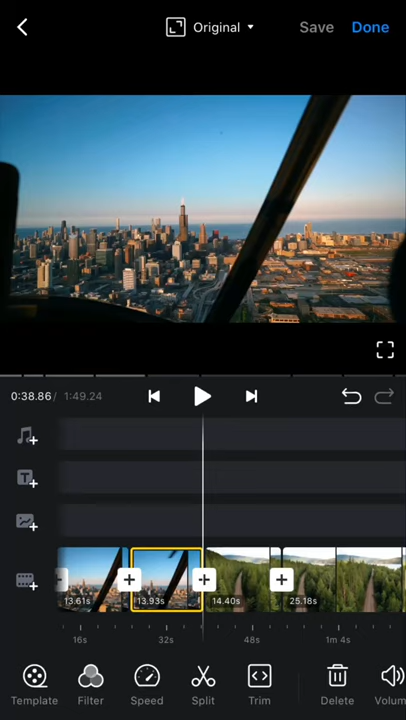 Original
Save
Done
0:38.86/ 1:49.24
T
13.61s
13.93s
14.40s
25.18s
16s
32s
48s
1m 4s
Template
Filter
Speed
Split
Trim
Delete
Volum